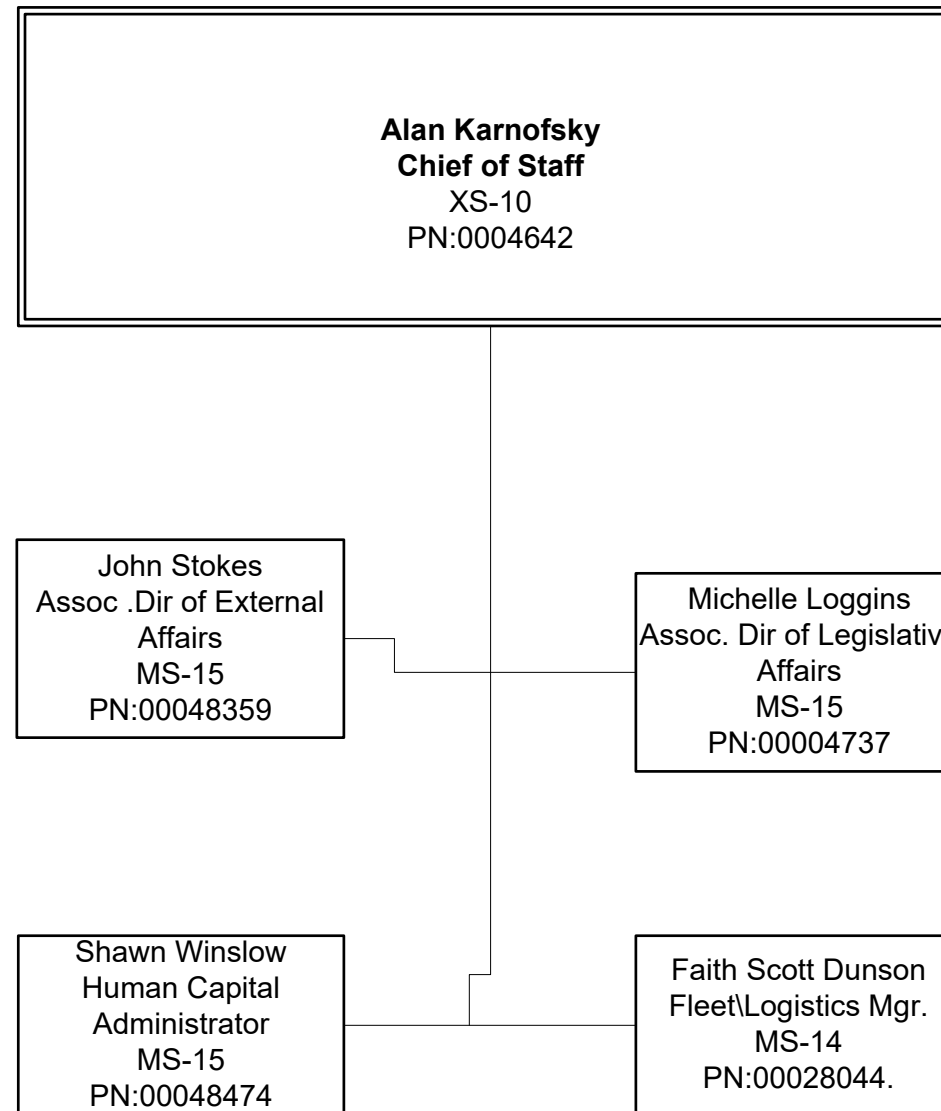 Alan Karnofsky
Chief of Staff
XS-10
PN:0004642
John Stokes
Assoc .Dir of External
Affairs
MS-15
PN:00048359
Michelle Loggins
Assoc. Dir of Legislativ
Affairs
MS-15
PN:00004737
Shawn Winslow
Human Capital
Administrator
MS-15
PN:00048474
Faith Scott Dunson
Fleet\Logistics Mgr.
MS-14
PN:00028044.